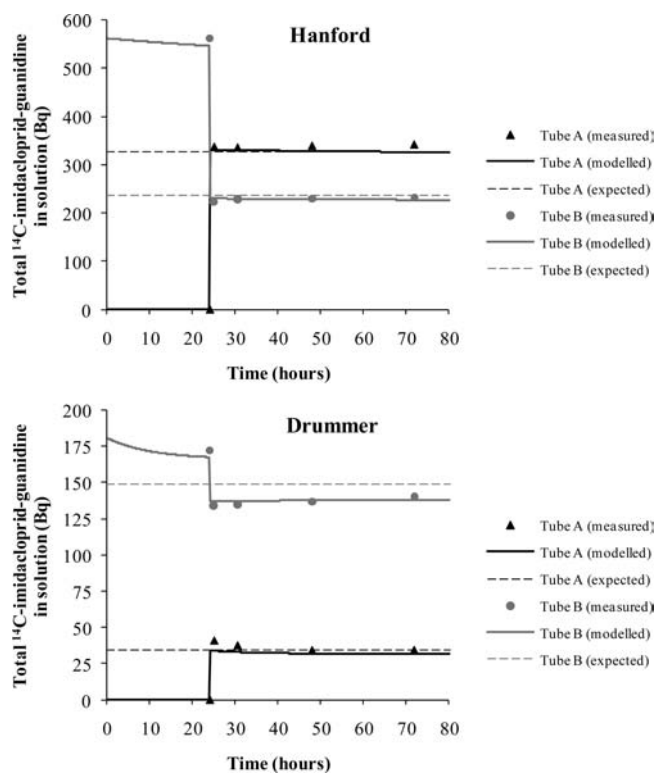 Hanford
Total ¹⁴C-imidacloprid-guanidine
in solution (Bq)
600
500
400
300
200
100
0
0 10 20 30 40 50 60 70 80
Time (hours)
Tube A (measured)
Tube A (modelled)
Tube A (expected)
Tube B (measured)
Tube B (modelled)
Tube B (expected)
Drummer
Total ¹⁴C-imidacloprid-guanidine
in solution (Bq)
200
175
150
125
100
75
50
25
0
0 10 20 30 40 50 60 70 80
Time (hours)
Tube A (measured)
Tube A (modelled)
Tube A (expected)
Tube B (measured)
Tube B (modelled)
Tube B (expected)